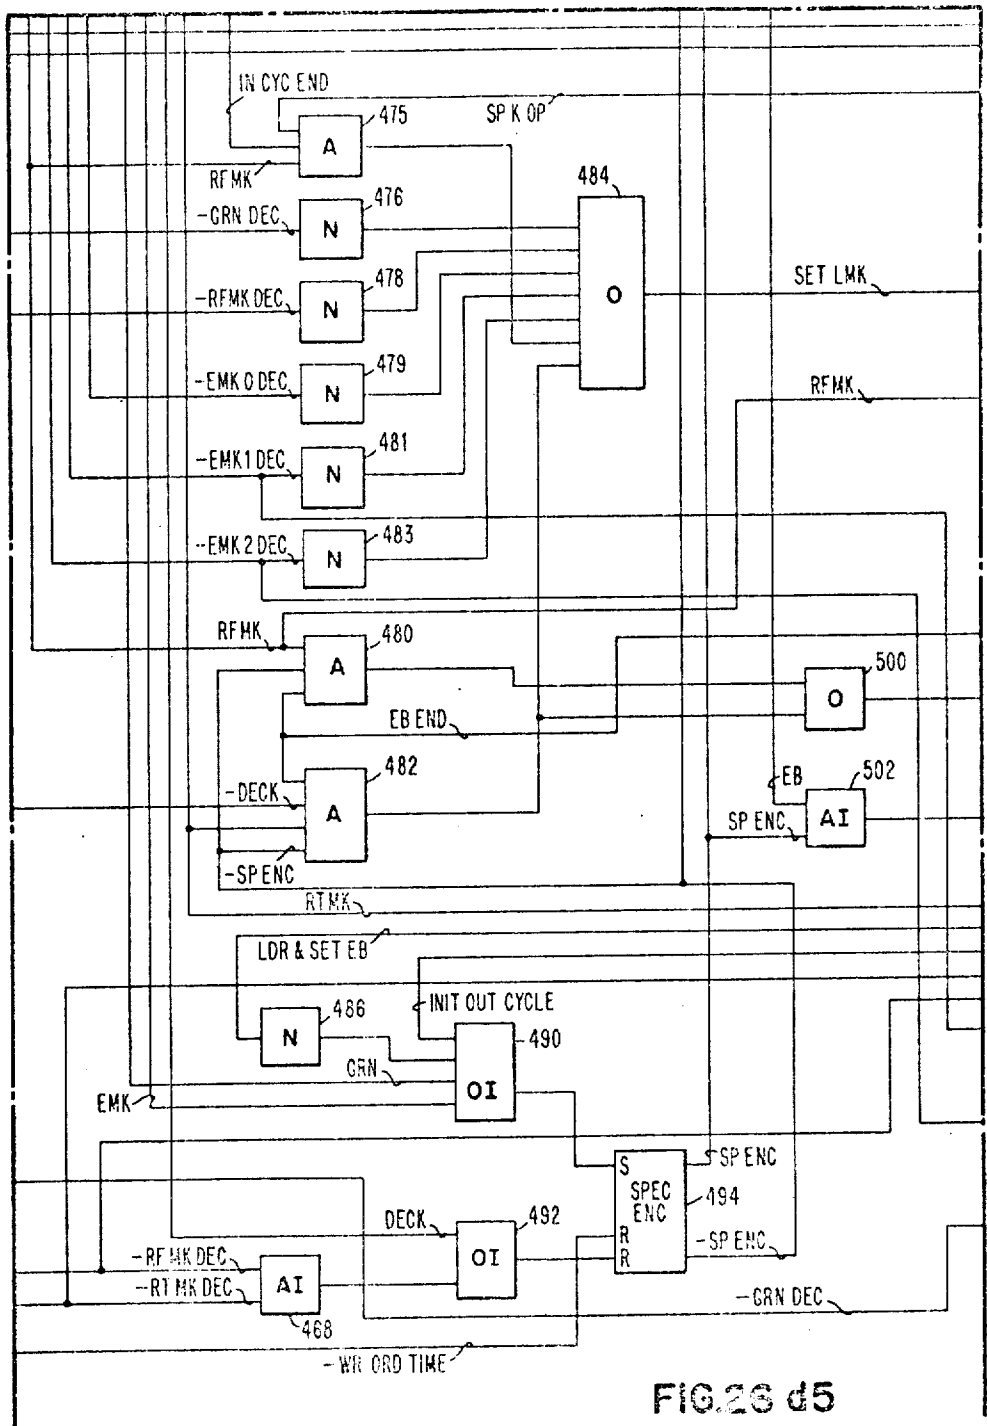 IN CYC END
475
SP K OP
A
RFMK
484
476
-GRN DEC
N
478
-RFMK DEC
N
O
SET LMK
479
-EMK 0 DEC
N
RFMK
481
-EMK 1 DEC
N
483
-EMK 2 DEC
N
RFMK
480
A
500
O
EB END
482
-DECK
A
EB
502
AI
SP ENC
-SP ENC
RTMK
LDR & SET EB
INIT OUT CYCLE
486
N
490
GRN
OI
EMK
SP ENC
S
SPEC
ENC
494
DECK
492
R
-SP ENC
R
OI
-RFMK DEC
AI
-RTMK DEC
-GRN DEC
468
-WR ORD TIME
FIG.26 d5